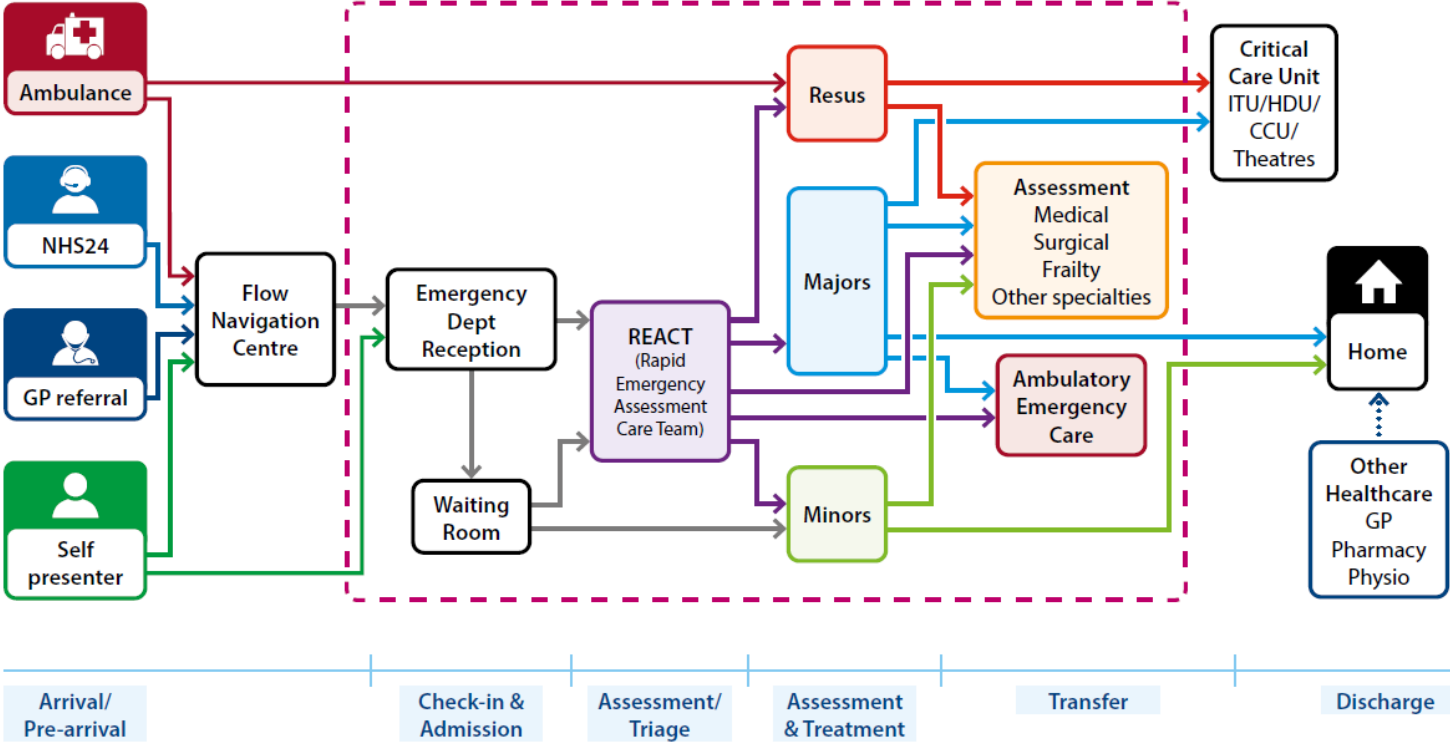 Ambulance
NHS24
GP referral
Self
presenter
Flow
Navigation
Centre
Emergency
Dept
Reception
Waiting
Room
REACT
(Rapid
Emergency
Assessment
Care Team)
Resus
Majors
Minors
Assessment
Medical
Surgical
Frailty
Other specialties
Ambulatory
Emergency
Care
Critical
Care Unit
ITU/HDU/
CCU/
Theatres
Home
Other
Healthcare
GP
Pharmacy
Physio
Arrival/
Pre-arrival
Check-in &
Admission
Assessment/
Triage
Assessment
& Treatment
Transfer
Discharge